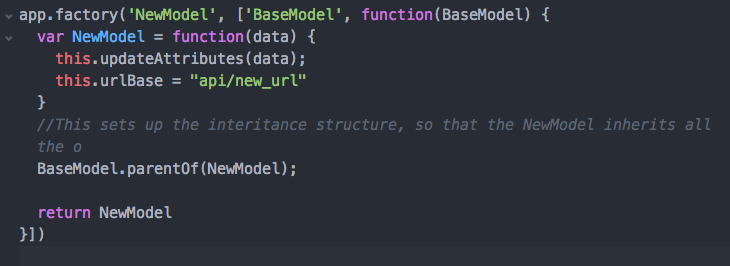 app.factory('NewModel', ['BaseModel', function(BaseModel) {
  var NewModel = function(data) {
    this.updateAttributes(data);
    this.urlBase = "api/new_url"
  }
  //This sets up the interitance structure, so that the NewModel inherits all
  the o
  BaseModel.parentOf(NewModel);

  return NewModel
}])